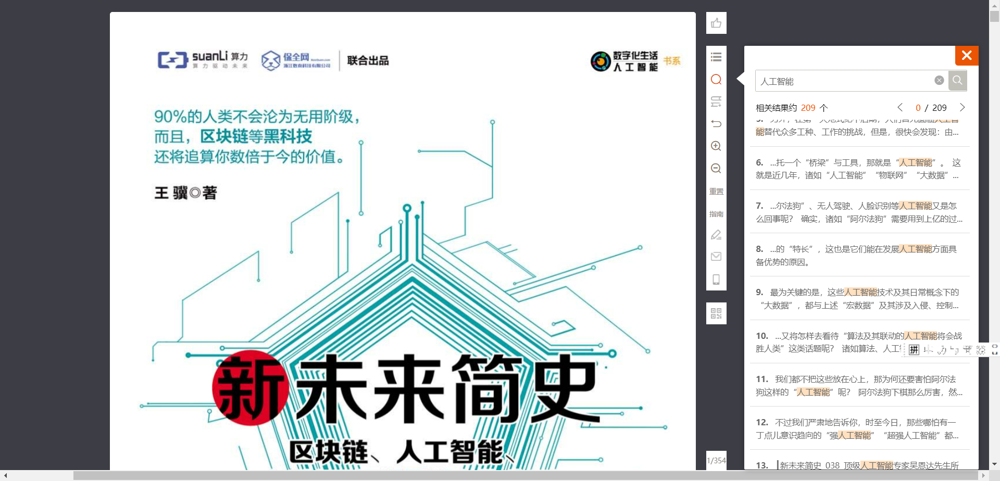 suanLi 算力
算力驱动未来
保全网
浙江数秦科技有限公司
联合出品
数字化生活
人工智能
书系
90%的人类不会沦为无用阶级，
而且，区块链等黑科技
还将追算你数倍于今的价值。
王 骥◎著
新未来简史
区块链、人工智能、
重置
指南
1/354
人工智能
相关结果约 209 个
0 / 209
能替代众多工种、工作的挑战，但是，很快会发现：由...
6. ...托一个“桥梁”与工具，那就是“人工智能”。 这
就是近几年，诸如“人工智能” “物联网” “大数据” ...
7. ...尔法狗”、无人驾驶、人脸识别等人工智能又是怎
么回事呢？ 确实，诸如“阿尔法狗”需要用到上亿的过...
8. ...的“特长”，这也是它们能在发展人工智能方面具
备优势的原因。
9. 最为关键的是，这些人工智能技术及其日常概念下的
“大数据”，都与上述“宏数据”及其涉及入侵、控制...
10. ...又将怎样去看待“算法及其联动的人工智能将会战
胜人类”这类话题呢？ 诸如算法、人工
拼
11. 我们都不把这些放在心上，那为何还要害怕阿尔法
狗这样的“人工智能”呢？ 阿尔法狗下棋那么厉害，然...
12. 不过我们严肃地告诉你，时至今日，那些哪怕有一
丁点儿意识趋向的“强人工智能” “超强人工智能”都...
13. 新未来简史_038_顶级人工智能专家吴恩达先生所